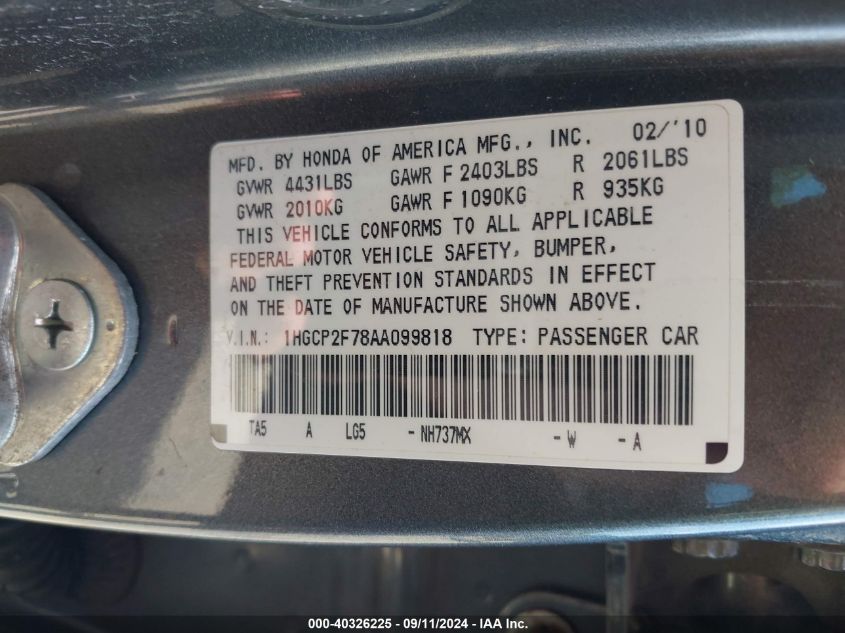 MFD. BY HONDA OF AMERICA MFG., INC. 02/'10
GVWR 4431LBS GAWR F 2403LBS R 2061LBS
GVWR 2010KG GAWR F 1090KG R 935KG
THIS VEHICLE CONFORMS TO ALL APPLICABLE
FEDERAL MOTOR VEHICLE SAFETY, BUMPER,
AND THEFT PREVENTION STANDARDS IN EFFECT
ON THE DATE OF MANUFACTURE SHOWN ABOVE.
V.I.N.: 1HGCP2F78AA099818 TYPE: PASSENGER CAR
TA5 A LG5 - NH737MX - W - A
000-40326225 - 09/11/2024 - IAA Inc.